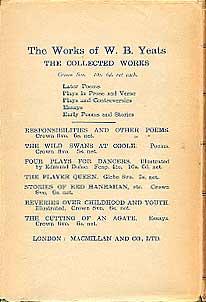 The Works of W. B. Yeats
THE COLLECTED WORKS
Crown 8vo. 10s. 6d. net each.
Later Poems
Plays in Prose and Verse
Plays and Controversies
Essays
Early Poems and Stories
RESPONSIBILITIES AND OTHER POEMS.
Crown 8vo. 6s. net.
THE WILD SWANS AT COOLE. Poems.
Crown 8vo. 5s. net.
FOUR PLAYS FOR DANCERS. Illustrated
by Edmund Dulac. Fcap. 4to. 10s. 6d. net.
THE PLAYER QUEEN. Globe 8vo. net.
STORIES OF RED HANRAHAN, etc. Crown
8vo. net.
REVERIES OVER CHILDHOOD AND YOUTH.
Illustrated. Crown 8vo. 6s. net.
THE CUTTING OF AN AGATE. Essays.
Crown 8vo. 6s. net.
LONDON: MACMILLAN AND CO., LTD.